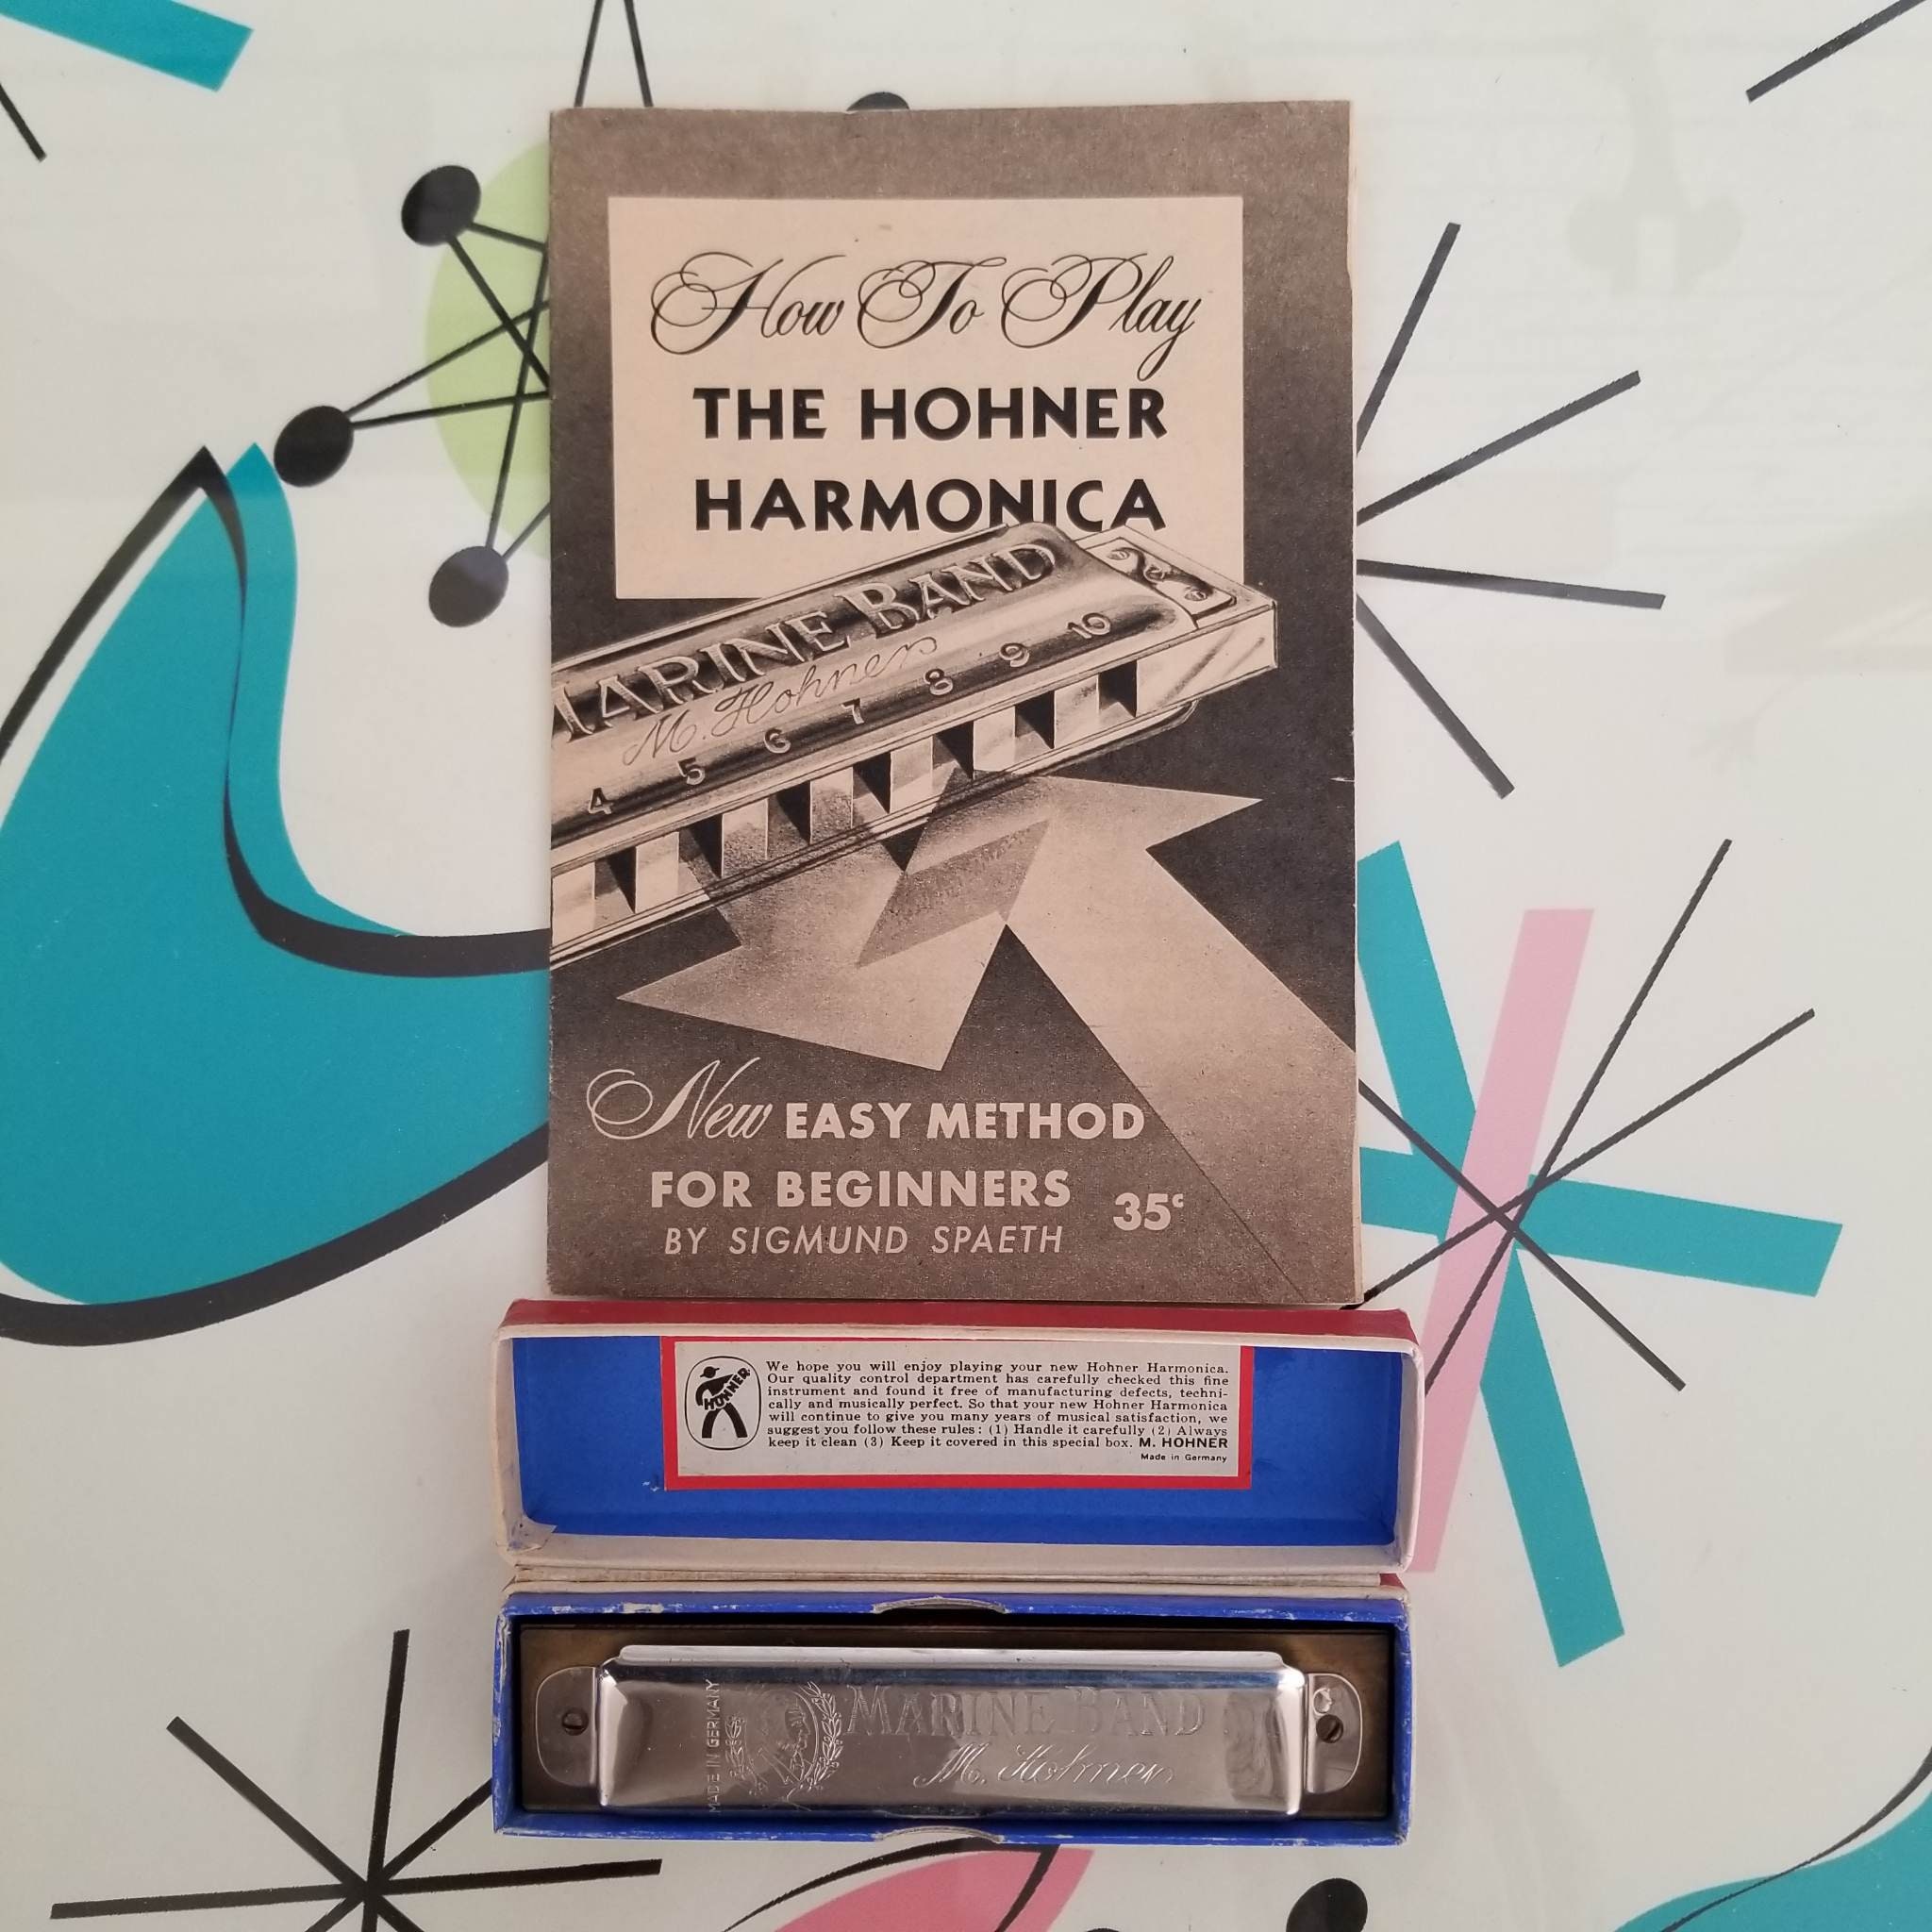 How To Play
THE HOHNER
HARMONICA
MARINE BAND
M. Hohner
4 5 6 7 8 9 10
New EASY METHOD
FOR BEGINNERS
35¢
BY SIGMUND SPAETH
HOHNER
We hope you will enjoy playing your new Hohner Harmonica.
Our quality control department has carefully checked this fine
instrument and found it free of manufacturing defects, techni-
cally and musically perfect. So that your new Hohner Harmonica
will continue to give you many years of musical satisfaction, we
suggest you follow these rules: (1) Handle it carefully (2) Always
keep it clean (3) Keep it covered in this special box. M. HOHNER
Made in Germany
MADE IN GERMANY
MARINE BAND
M. Hohner